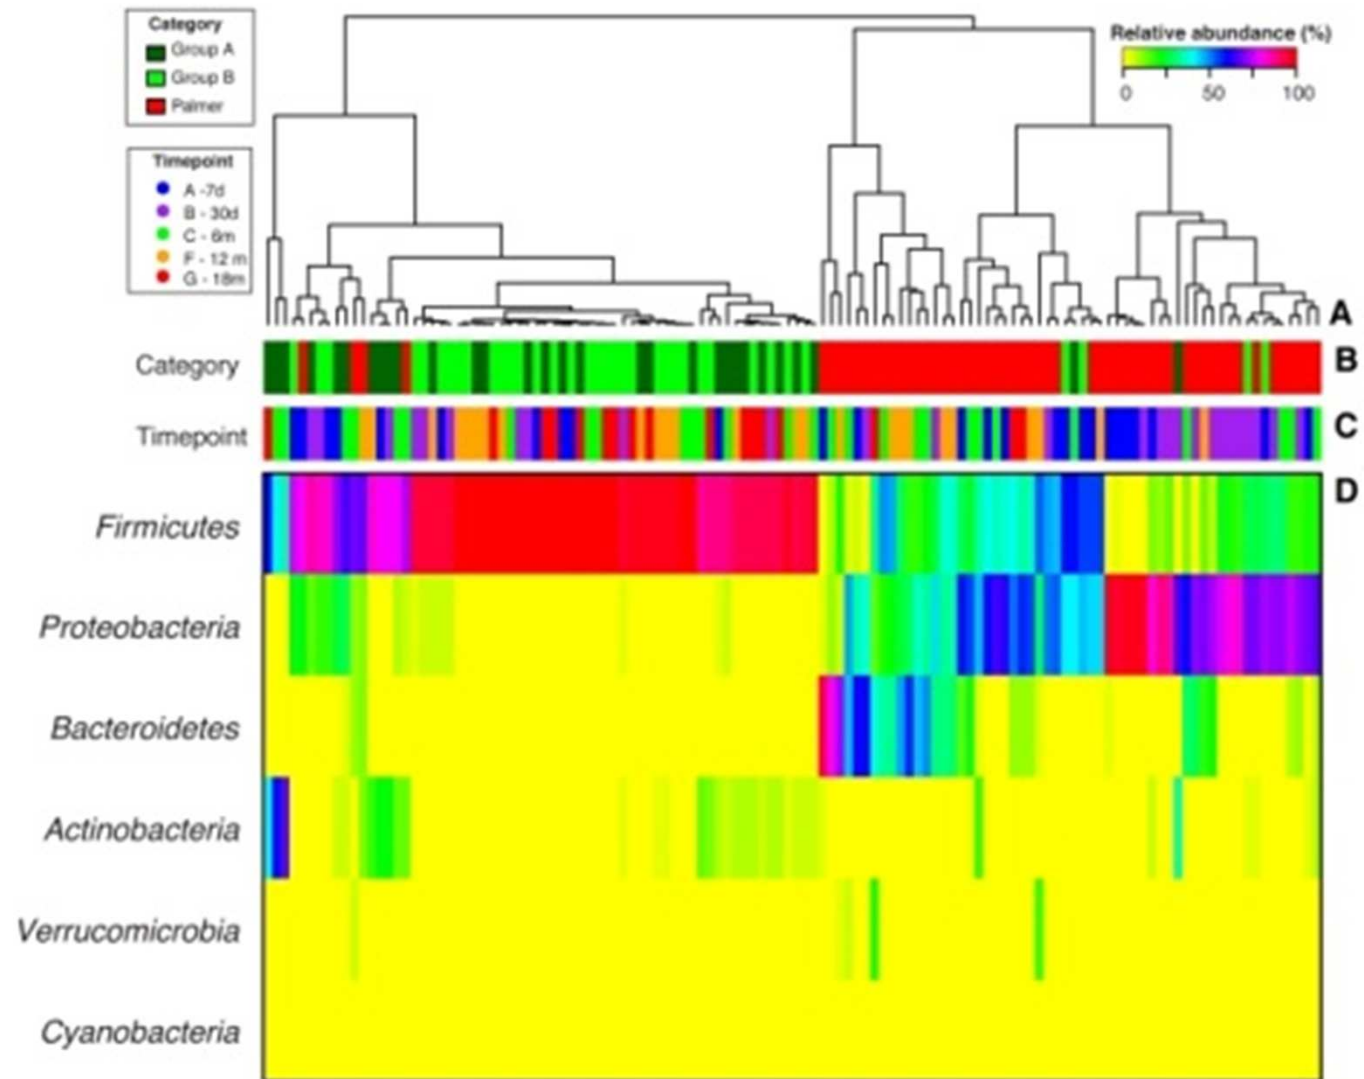 Category
Group A
Group B
Palmer
Timepoint
A -7d
B - 30d
C - 6m
F - 12 m
G - 18m
Relative abundance (%)
0 50 100
A
Category B
Timepoint C
D
Firmicutes
Proteobacteria
Bacteroidetes
Actinobacteria
Verrucomicrobia
Cyanobacteria